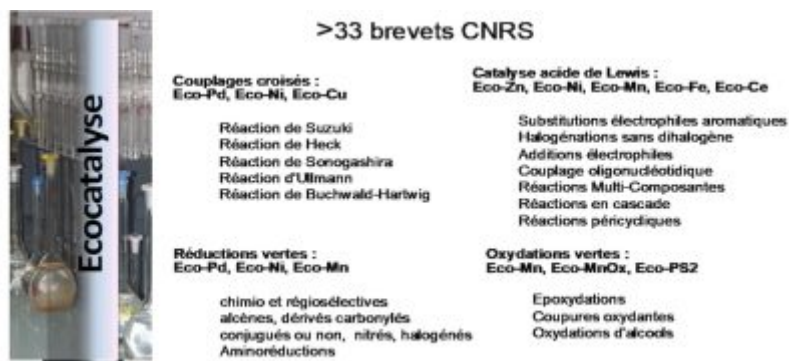 >33 brevets CNRS
Ecocatalyse
Couplages croisés :
Eco-Pd, Eco-Ni, Eco-Cu
Réaction de Suzuki
Réaction de Heck
Réaction de Sonogashira
Réaction d'Ullmann
Réaction de Buchwald-Hartwig
Catalyse acide de Lewis :
Eco-Zn, Eco-Ni, Eco-Mn, Eco-Fe, Eco-Ce
Substitutions électrophiles aromatiques
Halogénations sans dihalogène
Additions électrophiles
Couplage oligonucléotidique
Réactions Multi-Composantes
Réactions en cascade
Réactions péricycliques
Réductions vertes :
Eco-Pd, Eco-Ni, Eco-Mn
chimio et régiosélectives
alcènes, dérivés carbonylés
conjugués ou non, nitrés, halogénés
Aminoréductions
Oxydations vertes :
Eco-Mn, Eco-MnOx, Eco-PS2
Epoxydations
Coupures oxydantes
Oxydations d'alcools